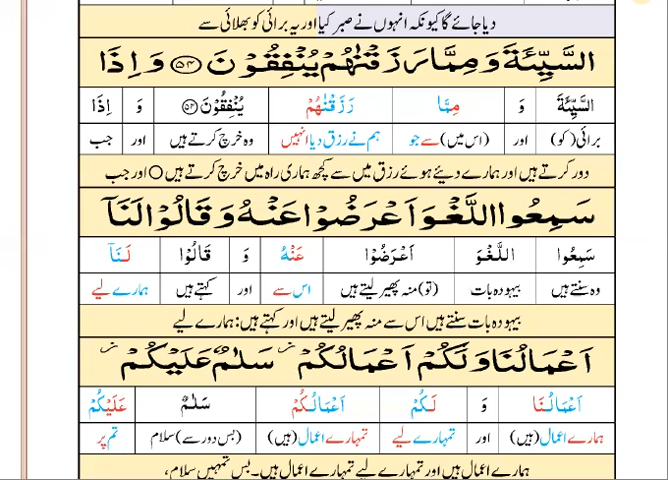 دیا جائے گا کیونکہ انہوں نے صبر کیا اور یہ برائی کو بھلائی سے
السَّيِّئَةَ وَ مِمَّا رَزَقْنٰهُمْ يُنْفِقُوْنَ ﴿۵۴﴾ وَ اِذَا
السَّيِّئَةَ وَ مِمَّا رَزَقْنٰهُمْ يُنْفِقُوْنَ ﴿۵۴﴾ وَ اِذَا
برائی (کو) اور (اس میں) سے جو ہم نے رزق دیا انہیں وہ خرچ کرتے ہیں اور جب
دور کرتے ہیں اور ہمارے دیئے ہوئے رزق میں سے کچھ ہماری راہ میں خرچ کرتے ہیں ○ اور جب
سَمِعُوا اللَّغْوَ اَعْرَضُوْا عَنْهُ وَ قَالُوْا لَنَاۤ
سَمِعُوا اللَّغْوَ اَعْرَضُوْا عَنْهُ وَ قَالُوْا لَنَاۤ
وہ سنتے ہیں بیہودہ بات (تو) منہ پھیر لیتے ہیں اس سے اور کہتے ہیں ہمارے لیے
بیہودہ بات سنتے ہیں اس سے منہ پھیر لیتے ہیں اور کہتے ہیں: ہمارے لیے
اَعْمَالُنَا وَ لَكُمْ اَعْمَالُكُمْ ٘ سَلٰمٌ عَلَيْكُمْ ٘
اَعْمَالُنَا وَ لَكُمْ اَعْمَالُكُمْ سَلٰمٌ عَلَيْكُمْ
ہمارے اعمال (ہیں) اور تمہارے لیے تمہارے اعمال (ہیں) (بس دور سے) سلام تم پر
ہمارے اعمال ہیں اور تمہارے لیے تمہارے اعمال ہیں۔ بس تمہیں سلام،